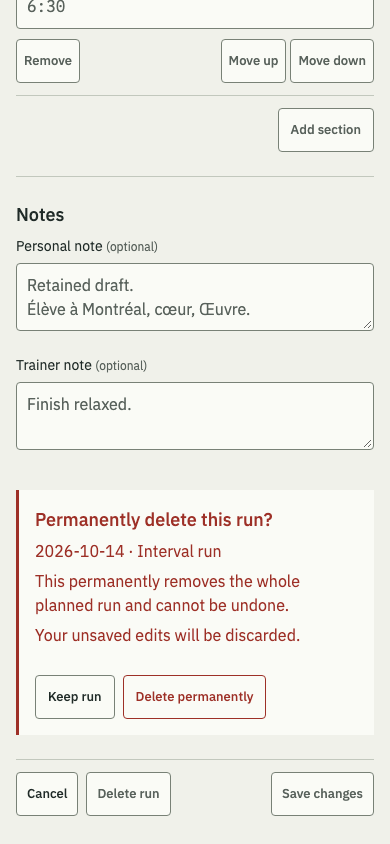 6:30
Remove
Move up
Move down
Add section
Notes
Personal note (optional)
Retained draft.
Élève à Montréal, cœur, Œuvre.
Trainer note (optional)
Finish relaxed.
Permanently delete this run?
2026-10-14 · Interval run
This permanently removes the whole
planned run and cannot be undone.
Your unsaved edits will be discarded.
Keep run
Delete permanently
Cancel
Delete run
Save changes